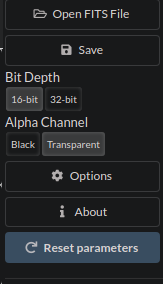 Open FITS File
Save
Bit Depth
16-bit 32-bit
Alpha Channel
Black Transparent
Options
About
Reset parameters